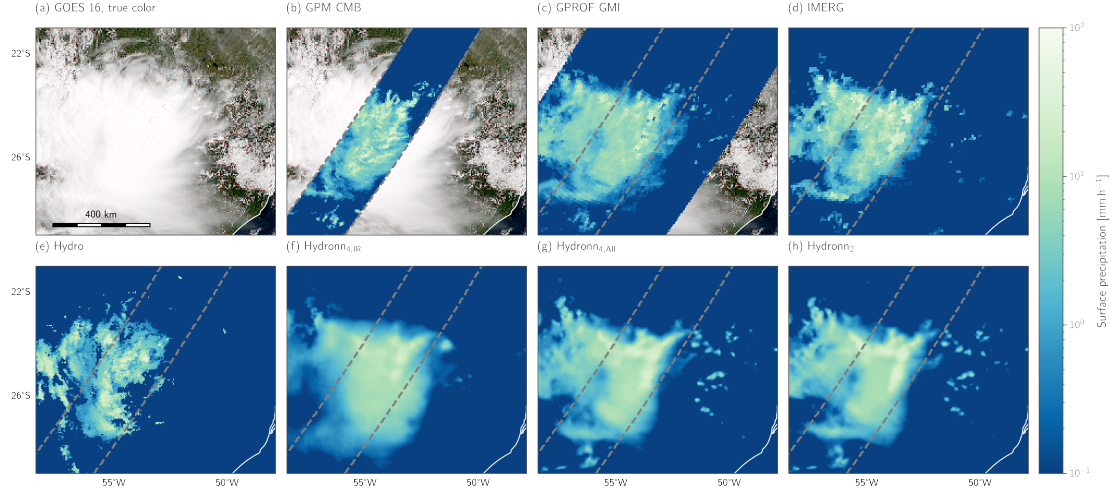 (a) GOES 16, true color
(b) GPM CMB
(c) GPROF GMI
(d) IMERG
22°S
26°S
400 km
(e) Hydro
(f) Hydronn4,IR
(g) Hydronn4,All
(h) Hydronn2
22°S
26°S
55°W
50°W
55°W
50°W
55°W
50°W
55°W
50°W
10²
10¹
10⁰
10⁻¹
Surface precipitation [mm h⁻¹]